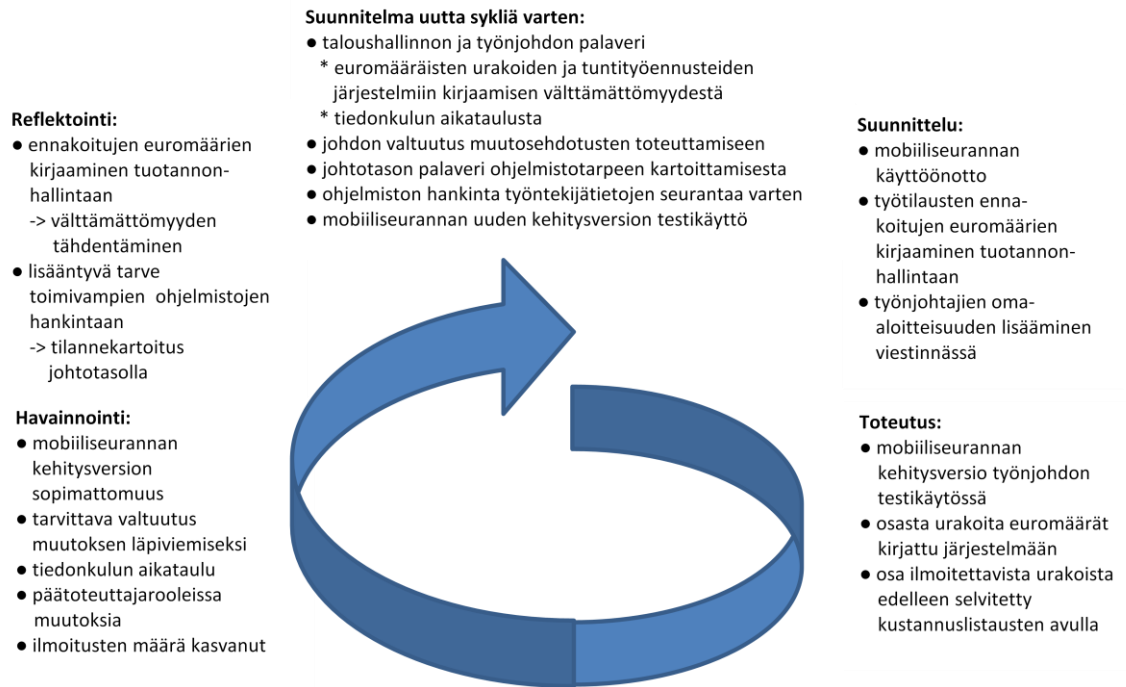 Suunnitelma uutta sykliä varten:
● taloushallinnon ja työnjohdon palaveri
* euromääräisten urakoiden ja tuntityöennusteiden
järjestelmiin kirjaamisen välttämättömyydestä
* tiedonkulun aikataulusta
● johdon valtuutus muutosehdotusten toteuttamiseen
● johtotason palaveri ohjelmistotarpeen kartoittamisesta
● ohjelmiston hankinta työntekijätietojen seurantaa varten
● mobiiliseurannan uuden kehitysversion testikäyttö
Suunnittelu:
● mobiiliseurannan
käyttöönotto
● työtilausten enna-
koitujen euromäärien
kirjaaminen tuotannon-
hallintaan
● työnjohtajien oma-
aloitteisuuden lisääminen
viestinnässä
Toteutus:
● mobiiliseurannan
kehitysversio työnjohdon
testikäytössä
● osasta urakoita euromäärät
kirjattu järjestelmään
● osa ilmoitettavista urakoista
edelleen selvitetty
kustannuslistausten avulla
Havainnointi:
● mobiiliseurannan
kehitysversion
sopimattomuus
● tarvittava valtuutus
muutoksen läpiviemiseksi
● tiedonkulun aikataulu
● päätoteuttajarooleissa
muutoksia
● ilmoitusten määrä kasvanut
Reflektointi:
● ennakoitujen euromäärien
kirjaaminen tuotannon-
hallintaan
-> välttämättömyyden
tähdentäminen
● lisääntyvä tarve
toimivampien ohjelmistojen
hankintaan
-> tilannekartoitus
johtotasolla